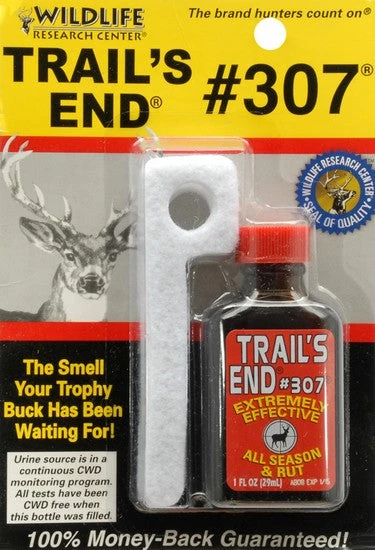 WILDLIFE
RESEARCH CENTER®
The brand hunters count on®
TRAIL'S
END®
#307®
WILDLIFE RESEARCH CENTER®
SEAL OF QUALITY
The Smell
Your Trophy
Buck Has Been
Waiting For!
Urine source is in a
continuous CWD
monitoring program.
All tests have been
CWD free when
this bottle was filled.
TRAIL'S
END® #307®
EXTREMELY
EFFECTIVE
ALL SEASON
& RUT
1 FL OZ (29mL)
100% Money-Back Guaranteed!